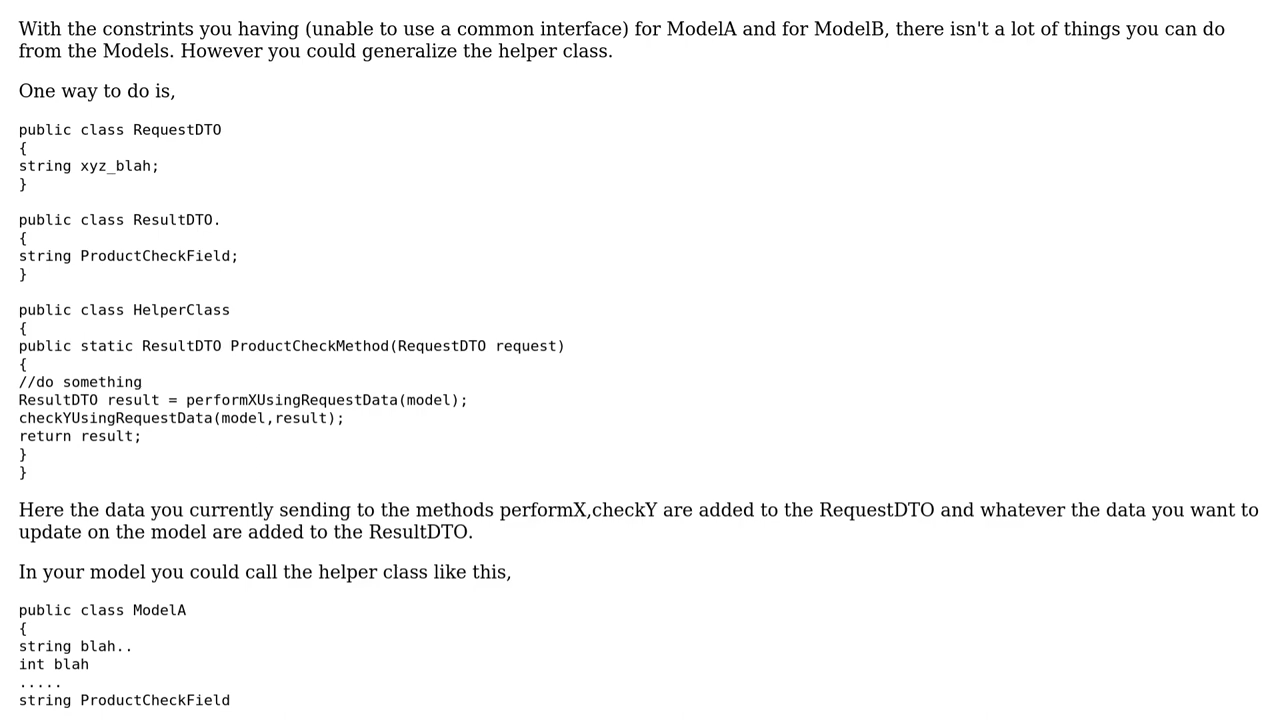 With the constrints you having (unable to use a common interface) for ModelA and for ModelB, there isn't a lot of things you can do
from the Models. However you could generalize the helper class.
One way to do is,
public class RequestDTO
{
string xyz_blah;
}
public class ResultDTO.
{
string ProductCheckField;
}
public class HelperClass
{
public static ResultDTO ProductCheckMethod(RequestDTO request)
{
//do something
ResultDTO result = performXUsingRequestData(model);
checkYUsingRequestData(model,result);
return result;
}
}
Here the data you currently sending to the methods performX,checkY are added to the RequestDTO and whatever the data you want to
update on the model are added to the ResultDTO.
In your model you could call the helper class like this,
public class ModelA
{
string blah..
int blah
.....
string ProductCheckField